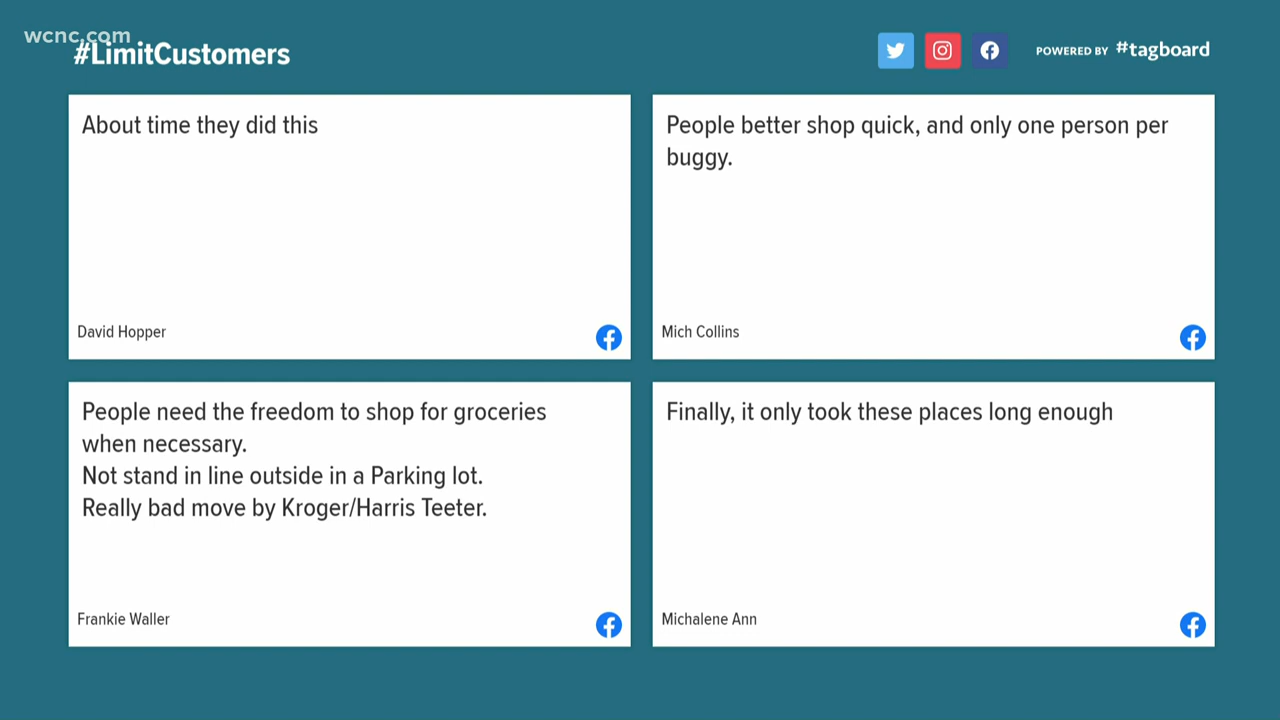 wcnc.com
#LimitCustomers
POWERED BY #tagboard
About time they did this
David Hopper
People better shop quick, and only one person per
buggy.
Mich Collins
People need the freedom to shop for groceries
when necessary.
Not stand in line outside in a Parking lot.
Really bad move by Kroger/Harris Teeter.
Frankie Waller
Finally, it only took these places long enough
Michalene Ann